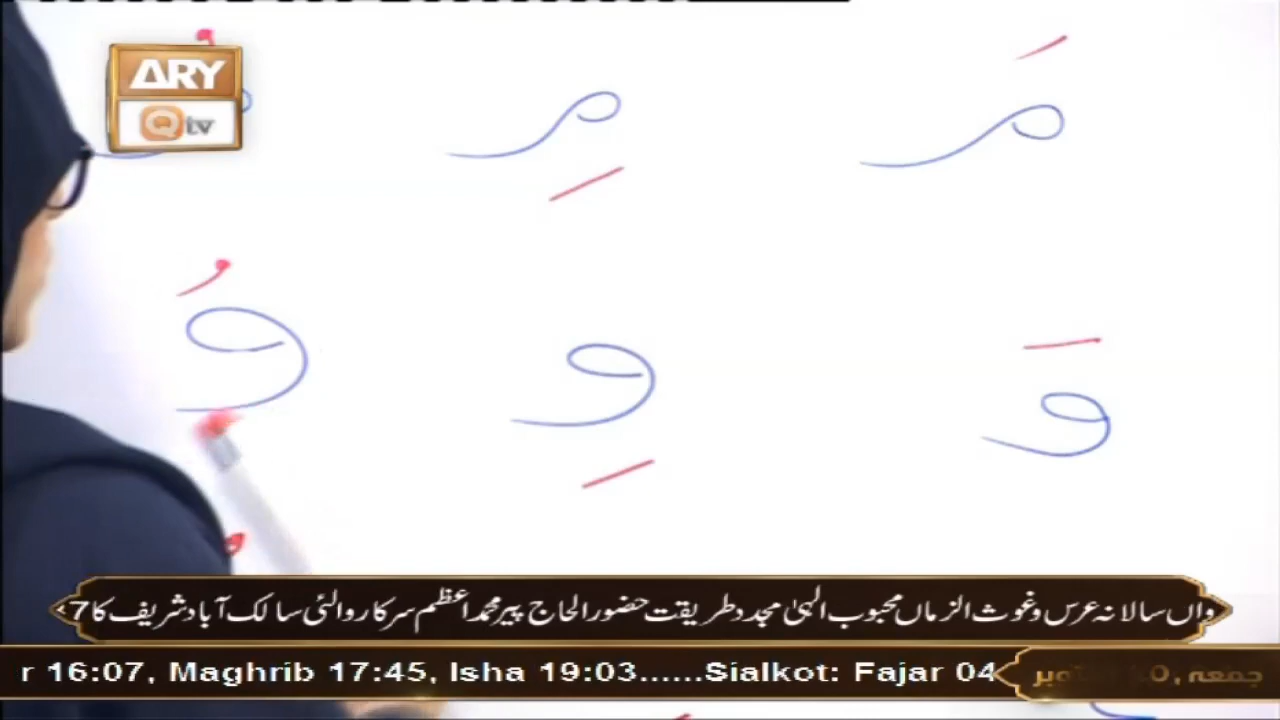 ARY
Qtv
مَ مِ
وَ وِ وُ
واں سالانہ عرس وغوث الزماں محبوب الٰہی مجدد طریقت حضور الحاج پیر محمد اعظم سرکار والئی سالک آباد شریف کا 7
r 16:07, Maghrib 17:45, Isha 19:03......Sialkot: Fajar 04
جمعہ,